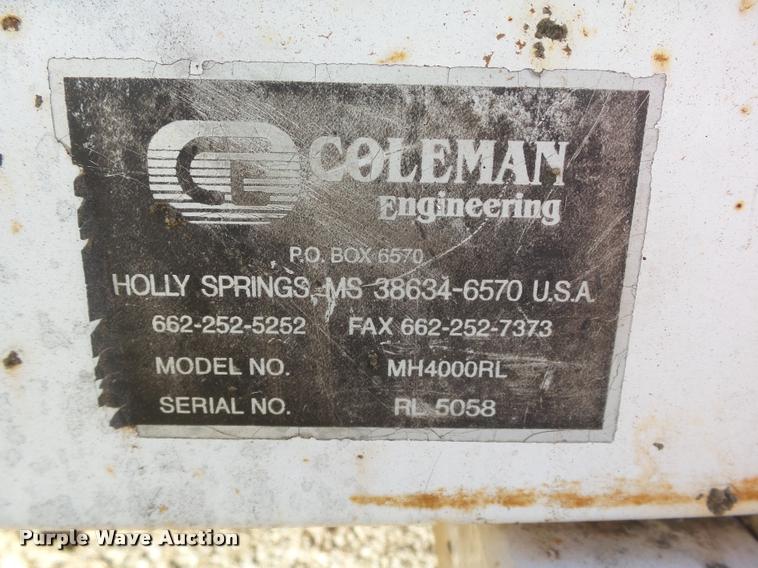 COLEMAN
Engineering
P.O. BOX 6570
HOLLY SPRINGS, MS 38634-6570 U.S.A.
662-252-5252 FAX 662-252-7373
MODEL NO. MH4000RL
SERIAL NO. RL 5058
Purple Wave Auction